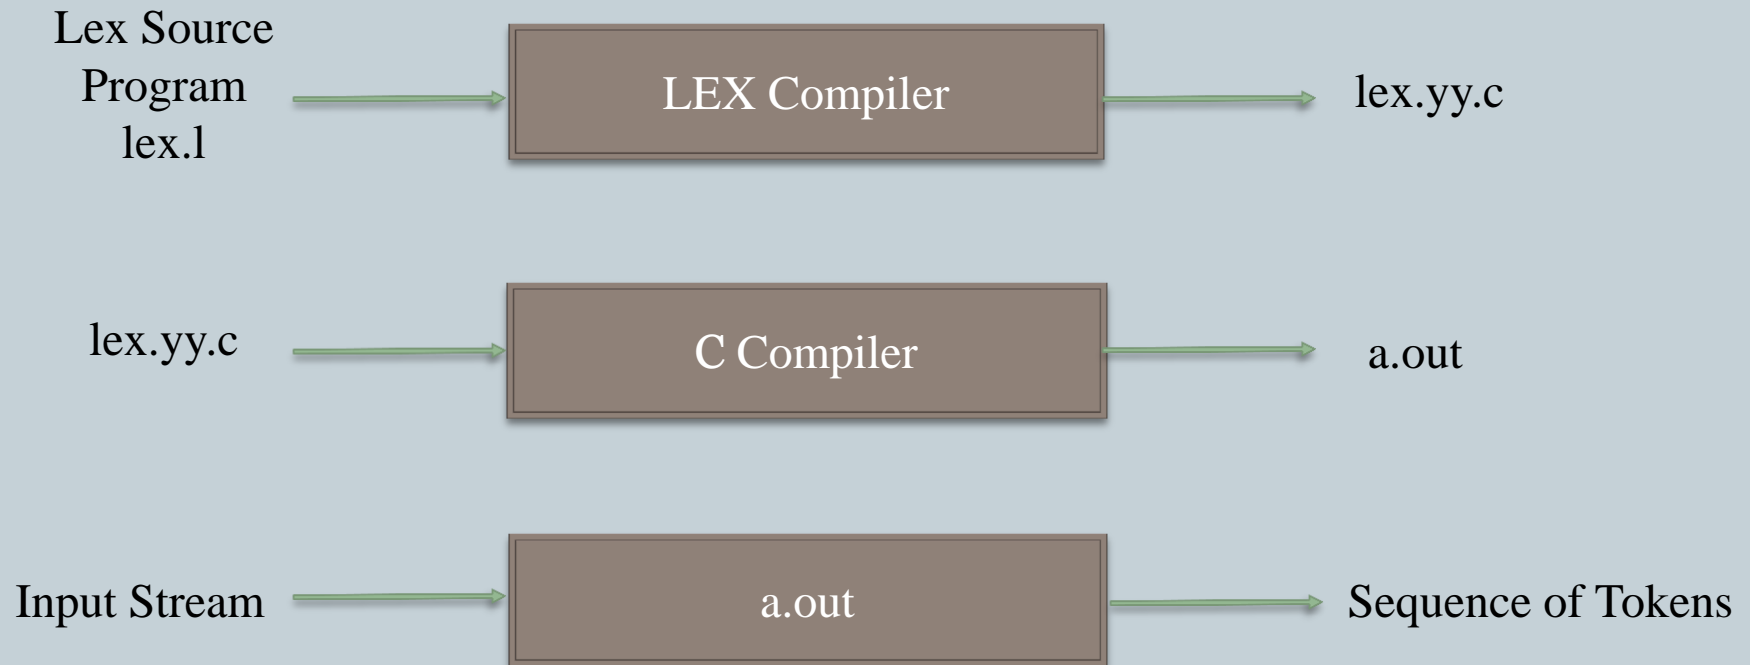 Lex Source
Program
lex.l
LEX Compiler
lex.yy.c
lex.yy.c
C Compiler
a.out
Input Stream
a.out
Sequence of Tokens